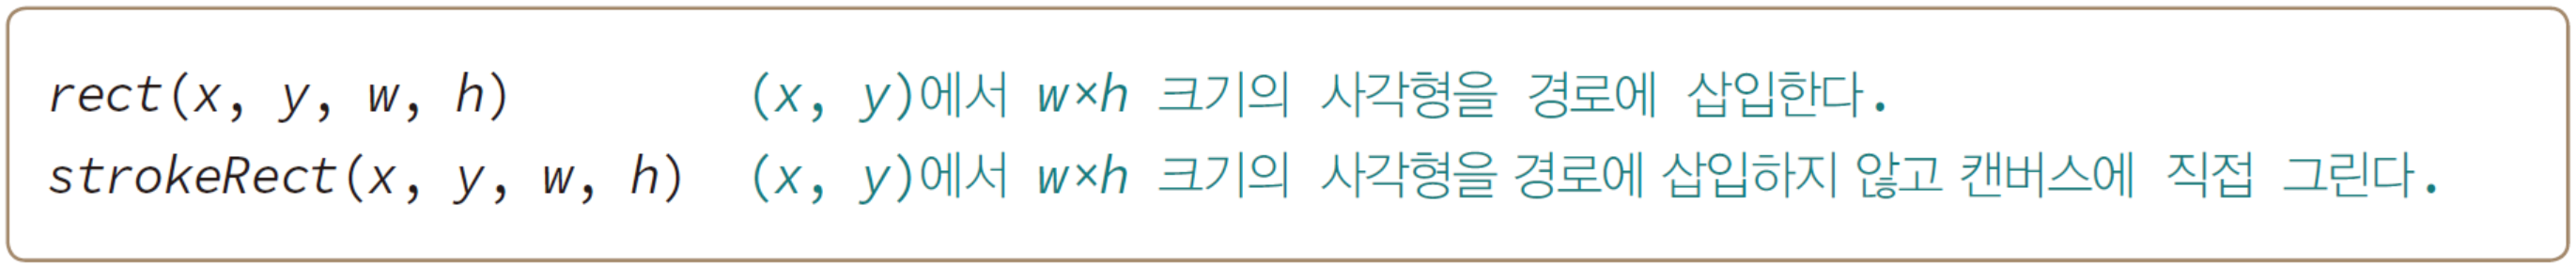 rect(x, y, w, h) (x, y)에서 w×h 크기의 사각형을 경로에 삽입한다.
strokeRect(x, y, w, h) (x, y)에서 w×h 크기의 사각형을 경로에 삽입하지 않고 캔버스에 직접 그린다.